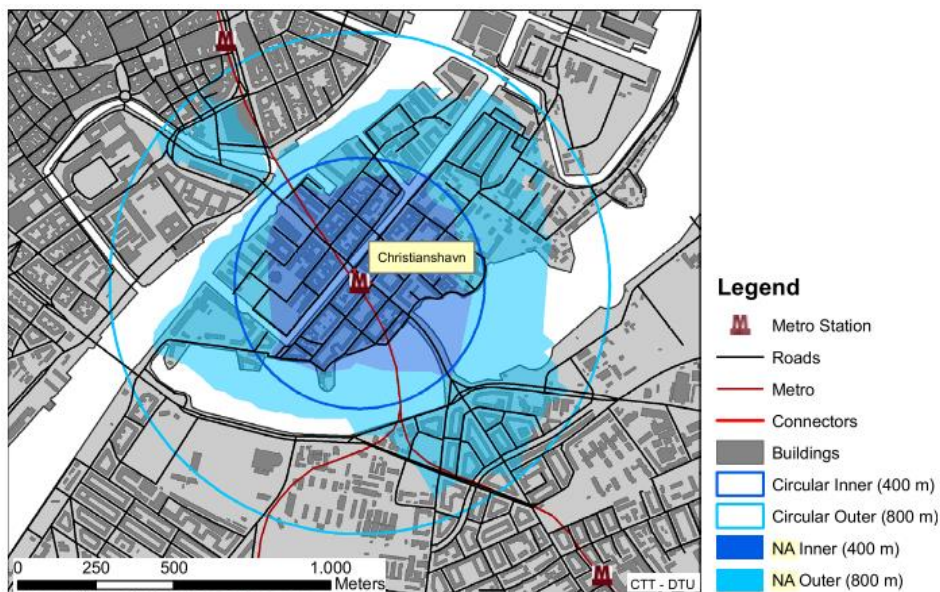 Christianshavn
0 250 500 1.000
Meters
CTT - DTU
Legend
Metro Station
Roads
Metro
Connectors
Buildings
Circular Inner (400 m)
Circular Outer (800 m)
NA Inner (400 m)
NA Outer (800 m)